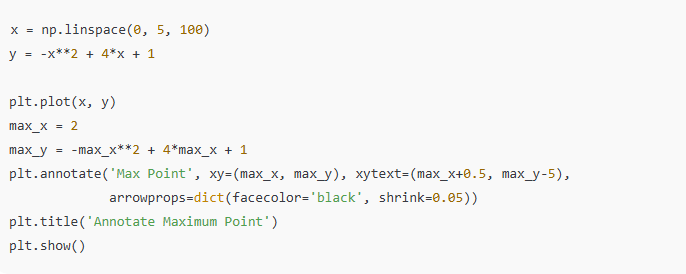 x = np.linspace(0, 5, 100)
y = -x**2 + 4*x + 1
plt.plot(x, y)
max_x = 2
max_y = -max_x**2 + 4*max_x + 1
plt.annotate('Max Point', xy=(max_x, max_y), xytext=(max_x+0.5, max_y-5),
             arrowprops=dict(facecolor='black', shrink=0.05))
plt.title('Annotate Maximum Point')
plt.show()